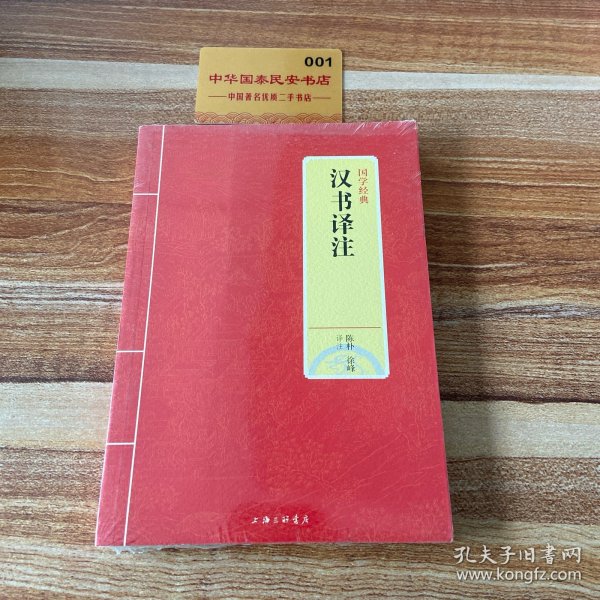 001
中华国泰民安书店
中国著名优质二手书店
国学经典
汉书译注
陈朴 徐峰
译注
上海三联书店
孔夫子旧书网
www.kongfz.com